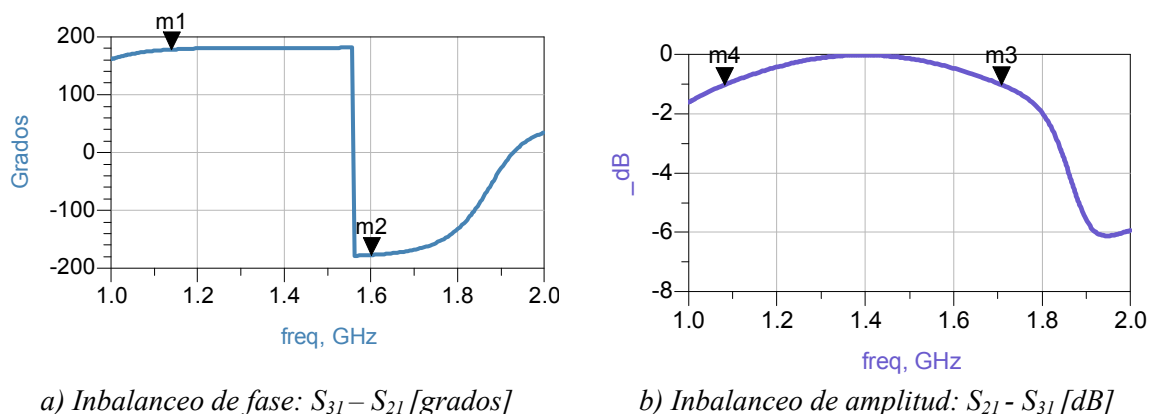 m1
200
100
0
-100
-200
Grados
m2
1.0 1.2 1.4 1.6 1.8 2.0
freq, GHz
a) Inbalanceo de fase: S31 – S21 [grados]
m4
m3
0
-2
-4
-6
-8
_dB
1.0 1.2 1.4 1.6 1.8 2.0
freq, GHz
b) Inbalanceo de amplitud: S21 - S31 [dB]